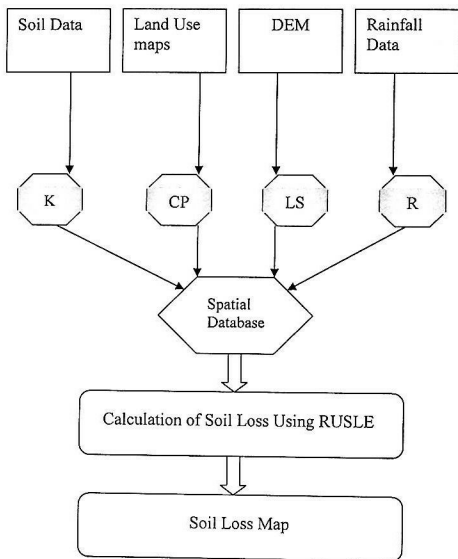 Soil Data
Land Use
maps
DEM
Rainfall
Data
K
CP
LS
R
Spatial
Database
Calculation of Soil Loss Using RUSLE
Soil Loss Map